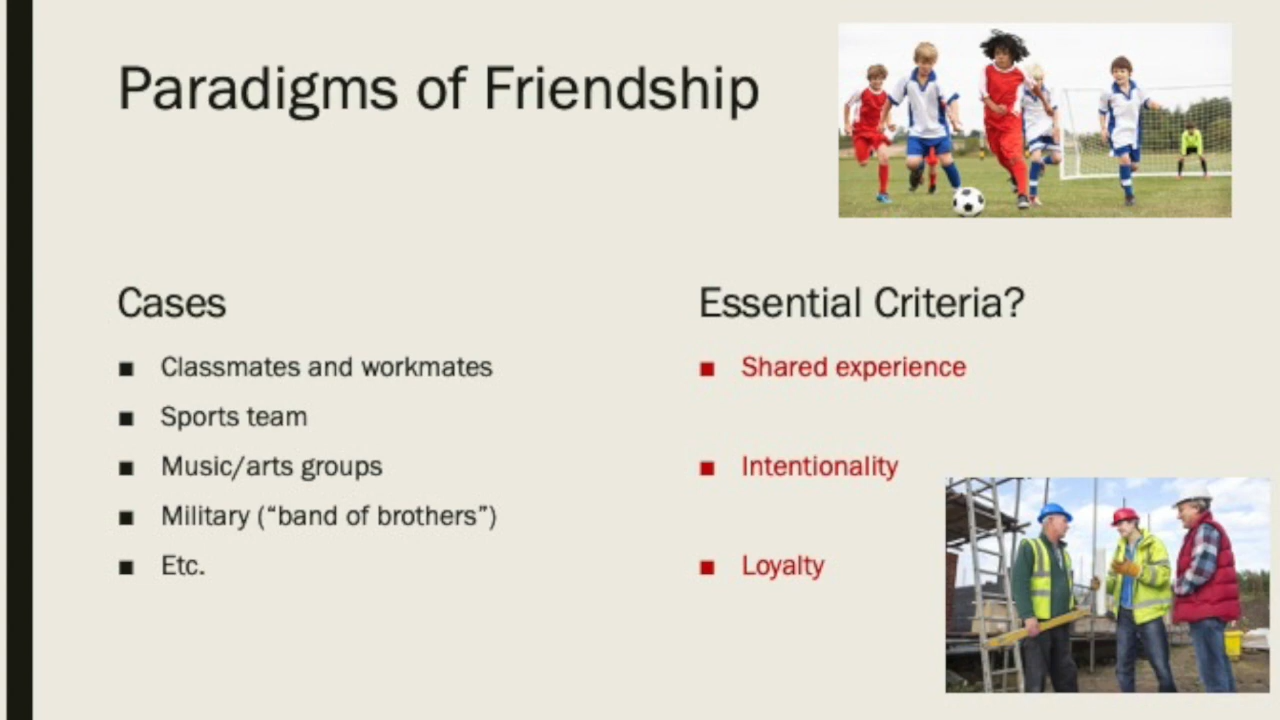 Paradigms of Friendship
Cases
Classmates and workmates
Sports team
Music/arts groups
Military (“band of brothers”)
Etc.
Essential Criteria?
Shared experience
Intentionality
Loyalty